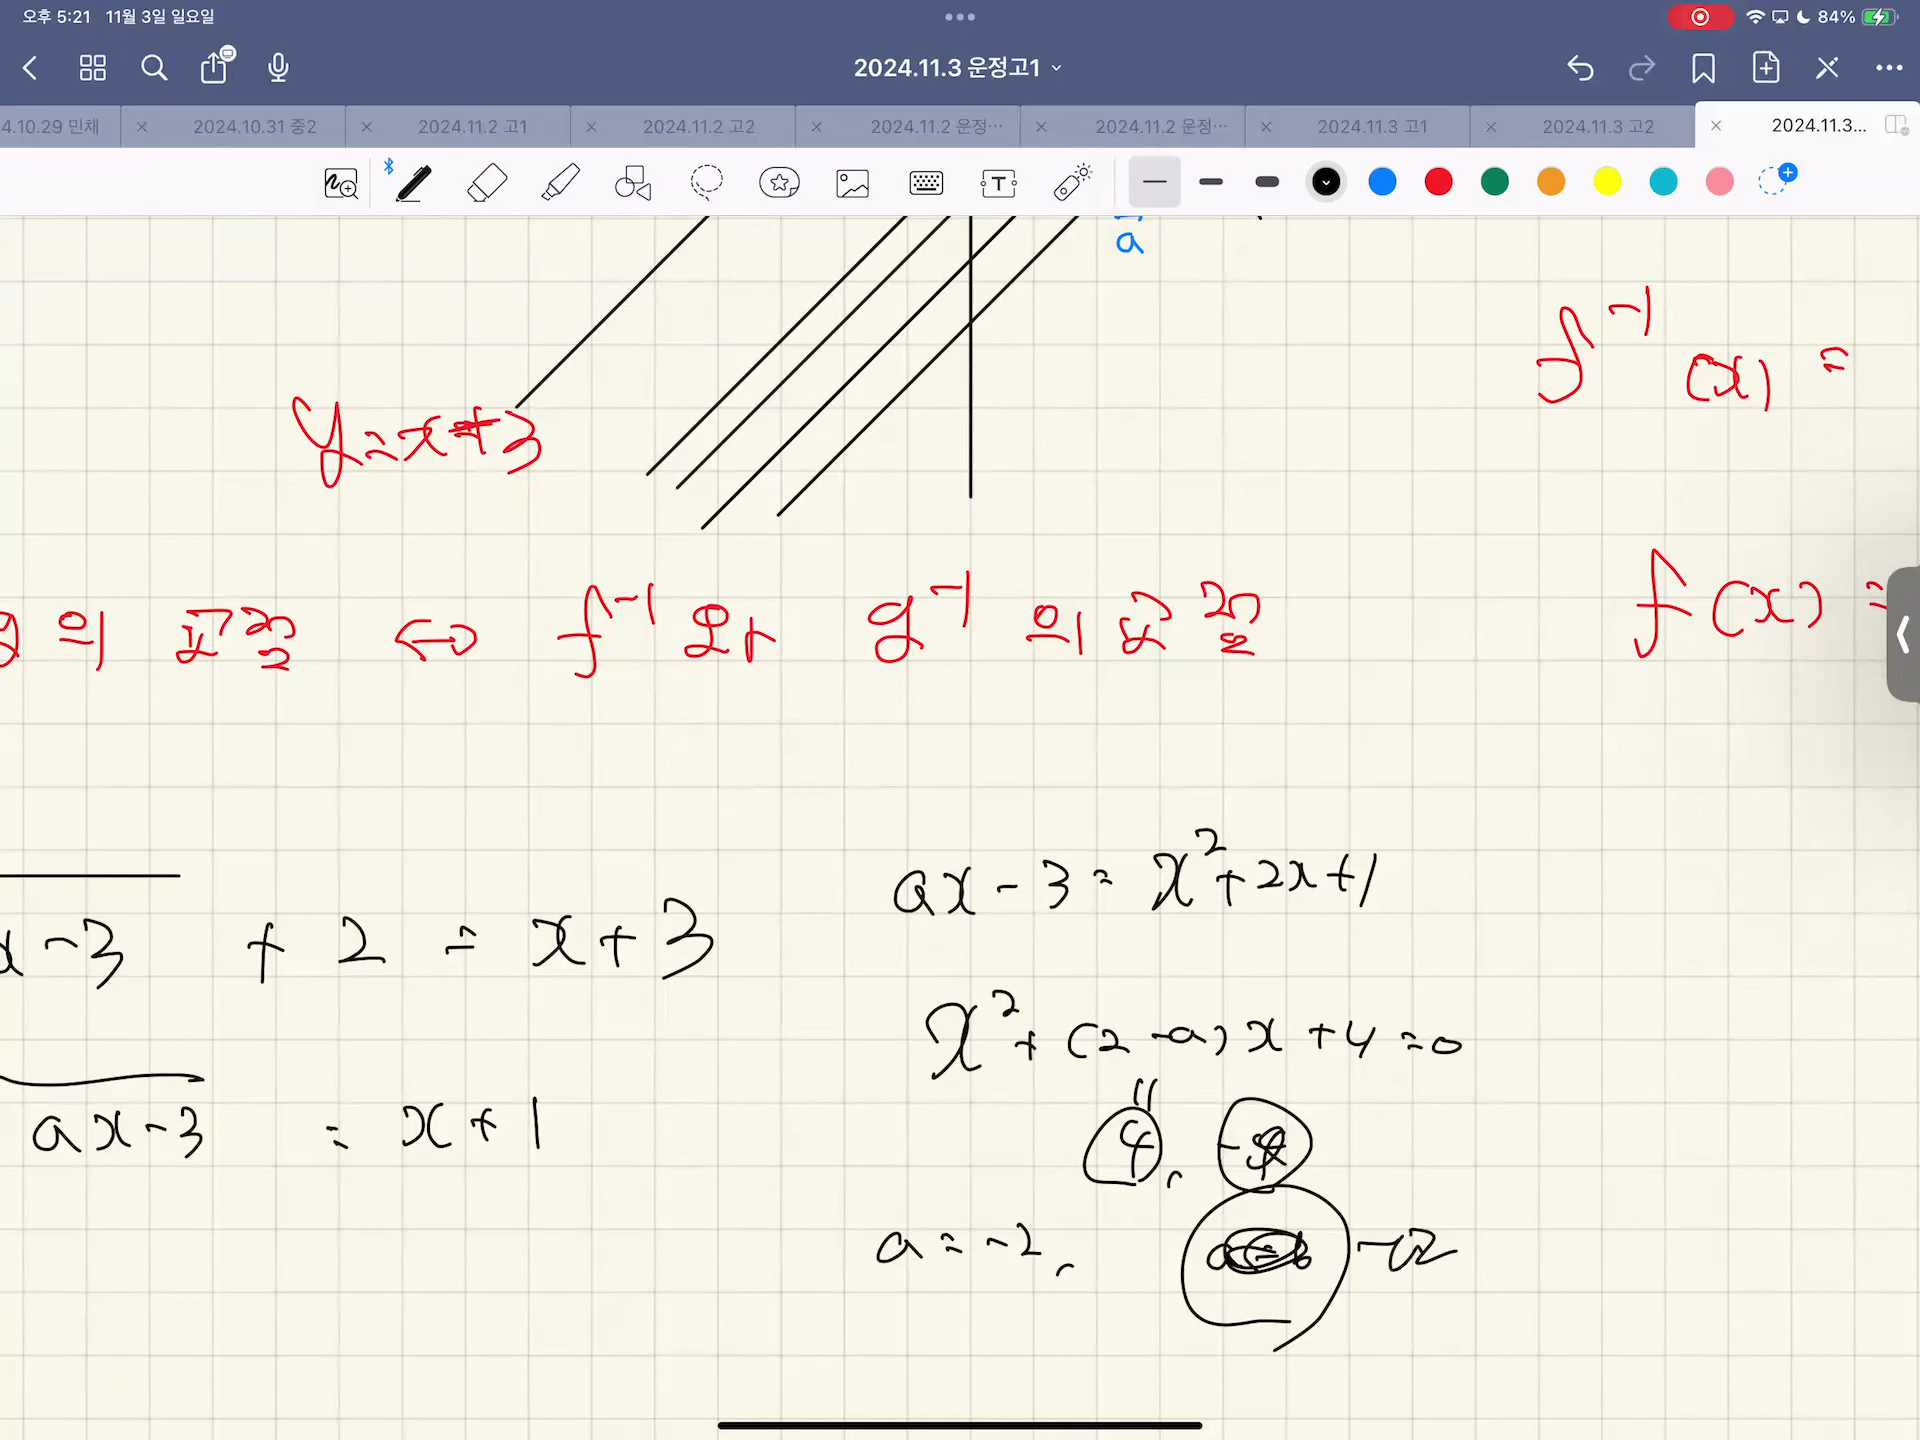 오후 5:21 11월 3일 일요일
84%
2024.11.3 운정고1
4.10.29 민채
2024.10.31 중2
2024.11.2 고1
2024.11.2 고2
2024.11.2 운정…
2024.11.2 운정…
2024.11.3 고1
2024.11.3 고2
2024.11.3...
a
f⁻¹(x) =
y=x+3
g의 교점 ⇔ f⁻¹와 g⁻¹의 교점
f(x) =
ax-3 = x²+2x+1
x-3 + 2 = x+3
x²+(2-a)x+4=0
ax-3 = x+1
4,
a=-2,